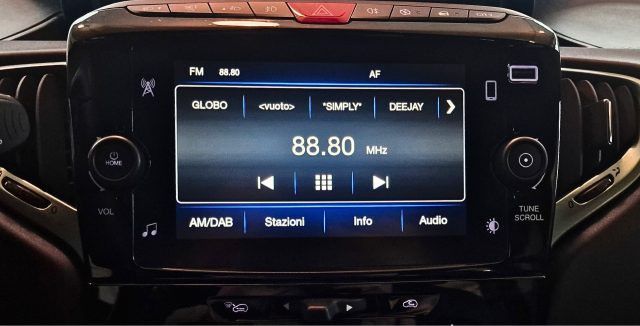 FM 88.80 AF
GLOBO <vuoto> *SIMPLY* DEEJAY
88.80 MHz
HOME
VOL
TUNE
SCROLL
AM/DAB Stazioni Info Audio